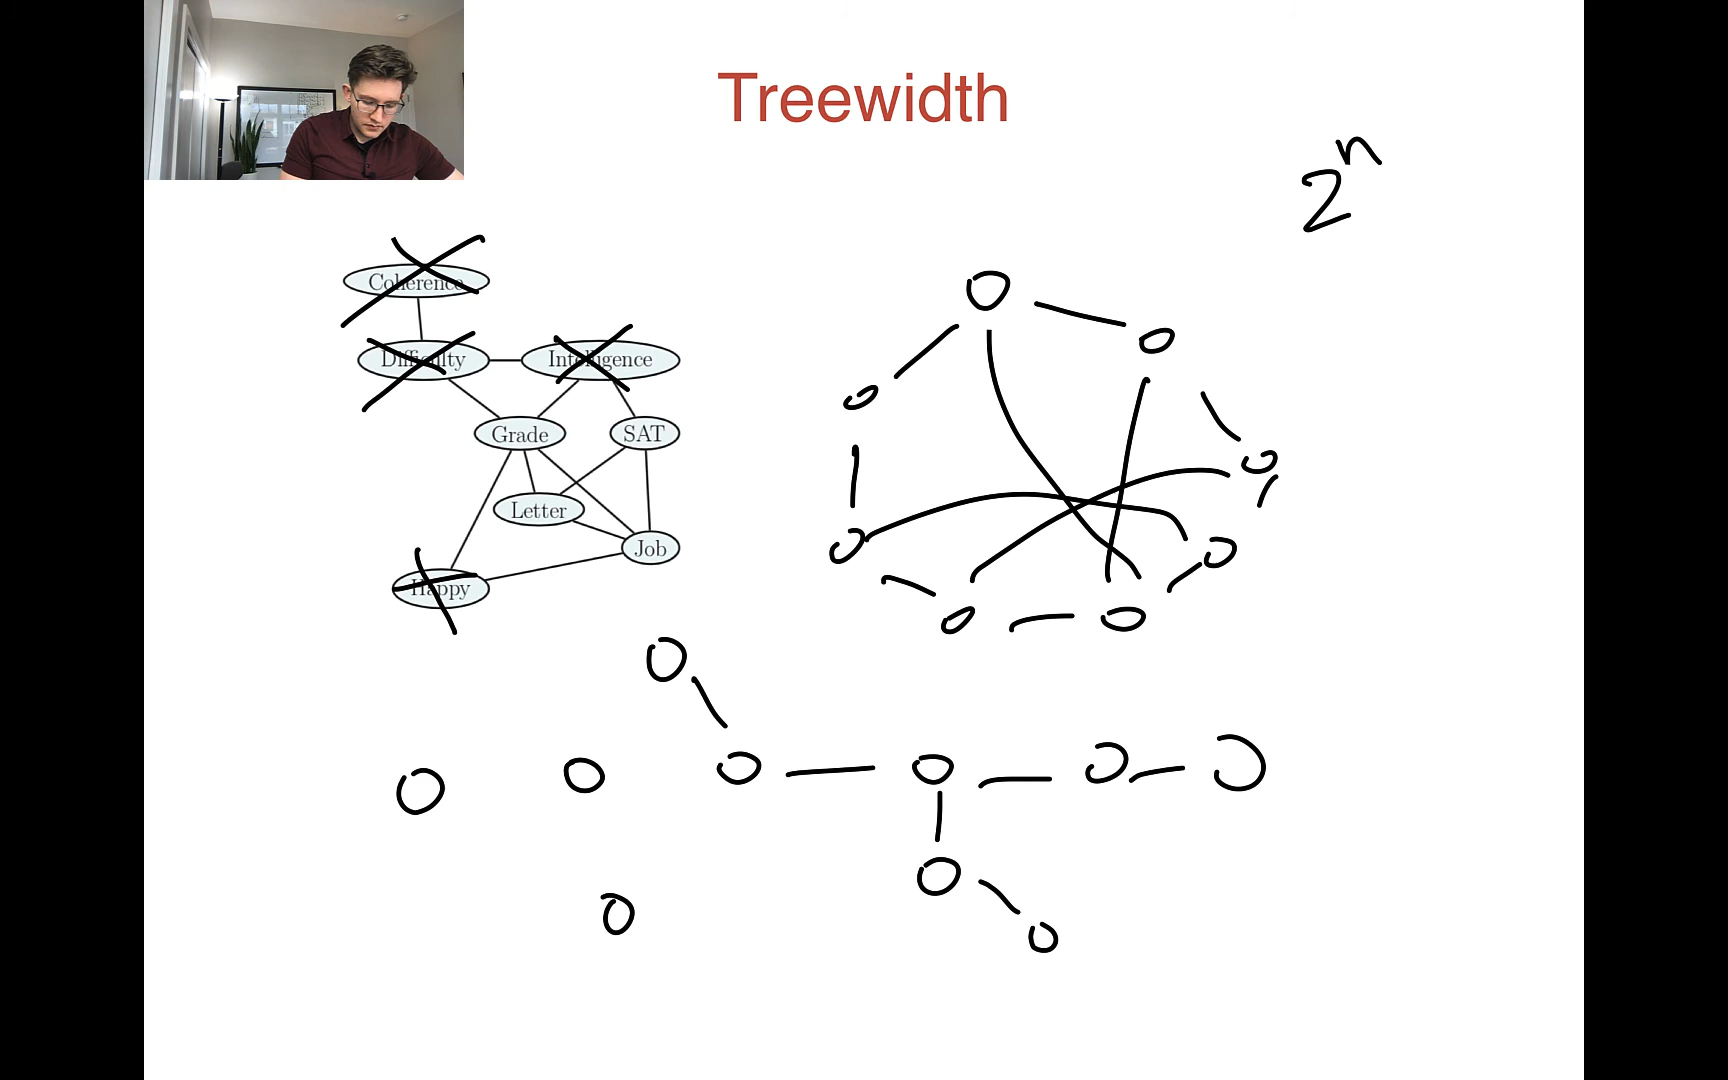 Treewidth
2^n
Coherence
Difficulty Intelligence
Grade SAT
Letter
Job
Happy